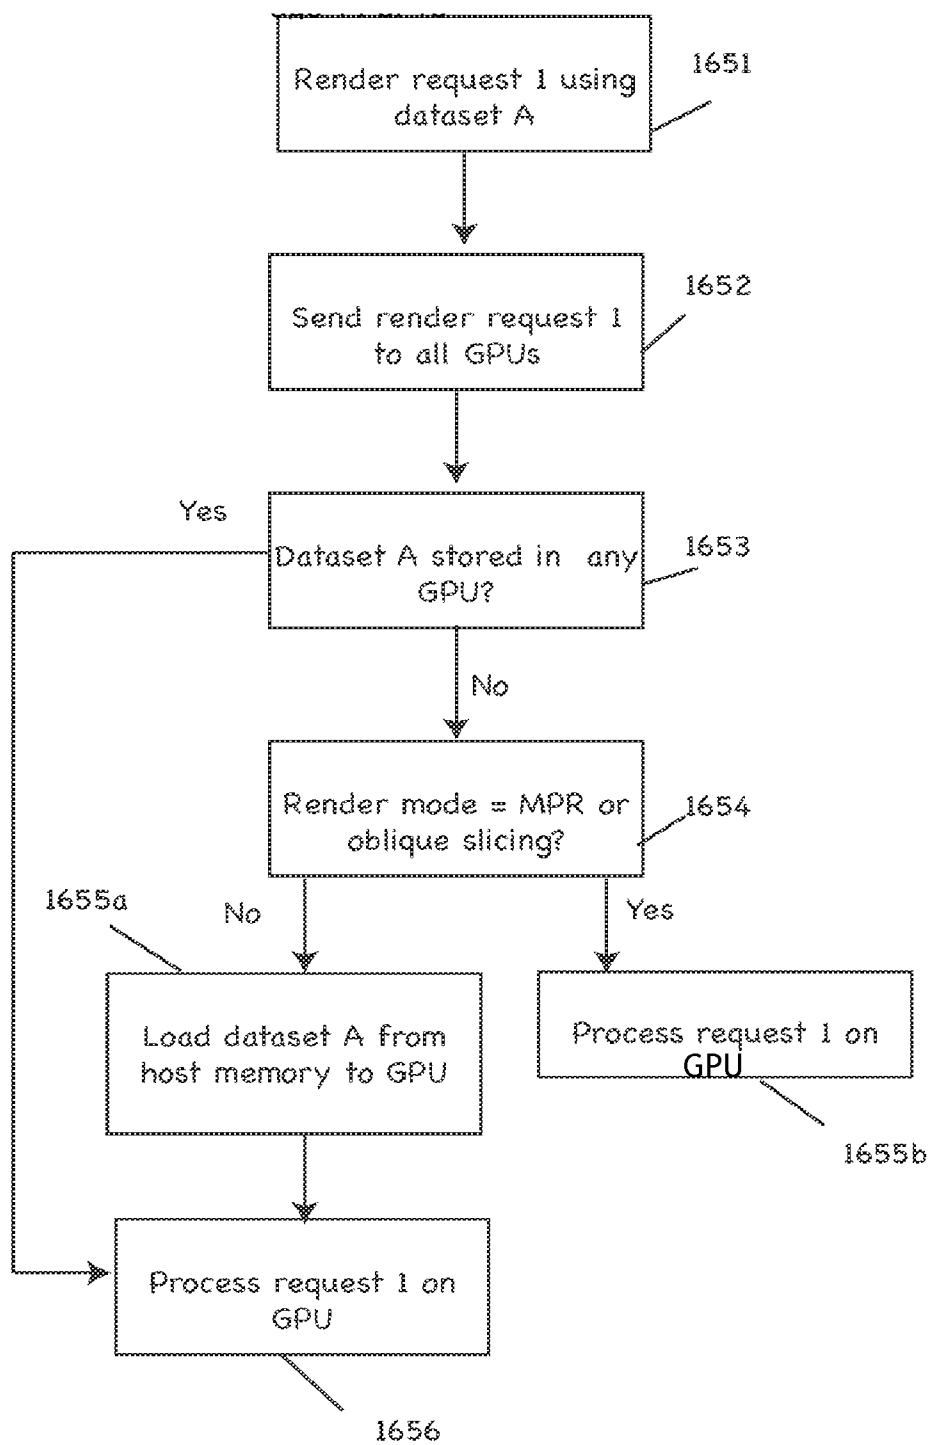 Render request 1 using
dataset A
1651
Send render request 1
to all GPUs
1652
Yes
Dataset A stored in any
GPU?
1653
No
Render mode = MPR or
oblique slicing?
1654
1655a
No
Yes
Load dataset A from
host memory to GPU
Process request 1 on
GPU
1655b
Process request 1 on
GPU
1656